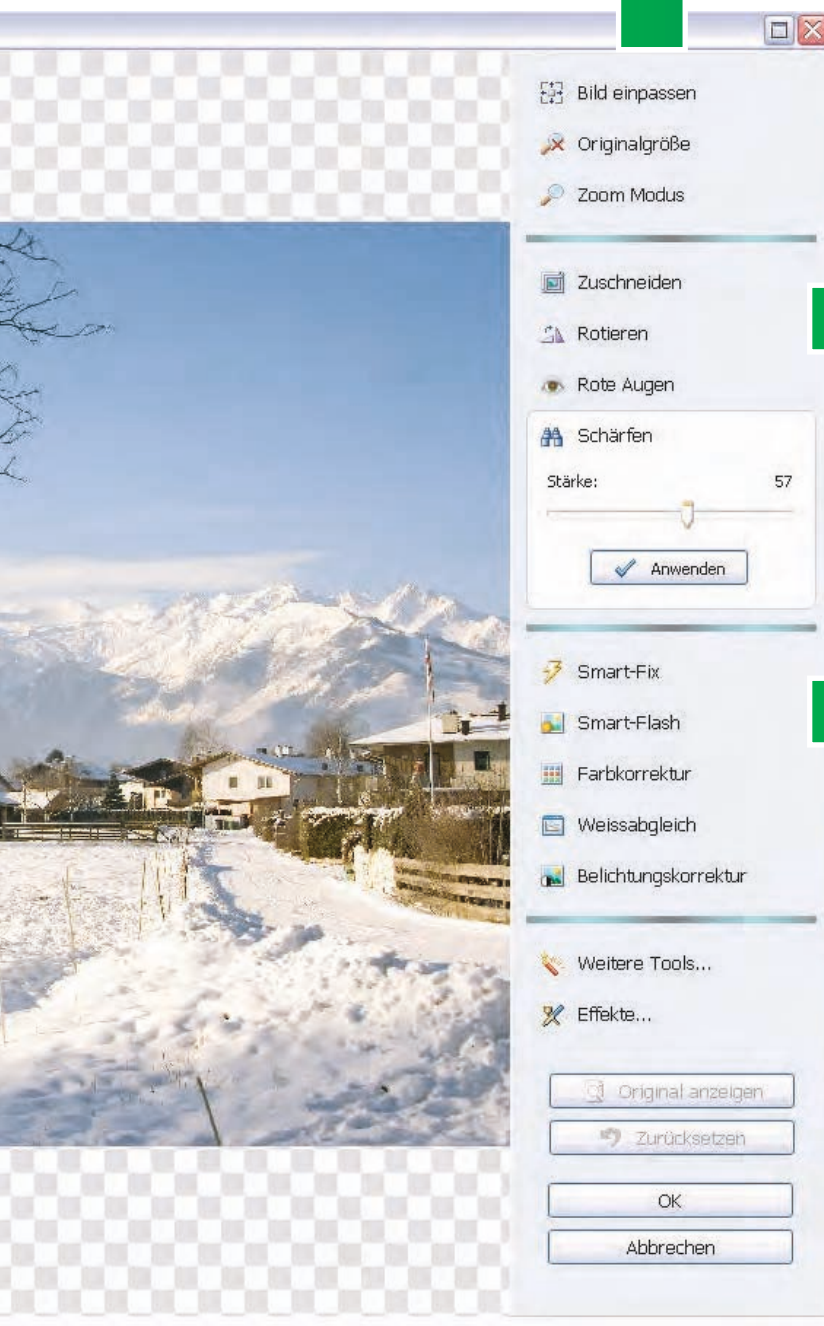 Bild einpassen
Originalgröße
Zoom Modus
Zuschneiden
Rotieren
Rote Augen
Schärfen
Stärke: 57
Anwenden
Smart-Fix
Smart-Flash
Farbkorrektur
Weissabgleich
Belichtungskorrektur
Weitere Tools...
Effekte...
Original anzeigen
Zurücksetzen
OK
Abbrechen